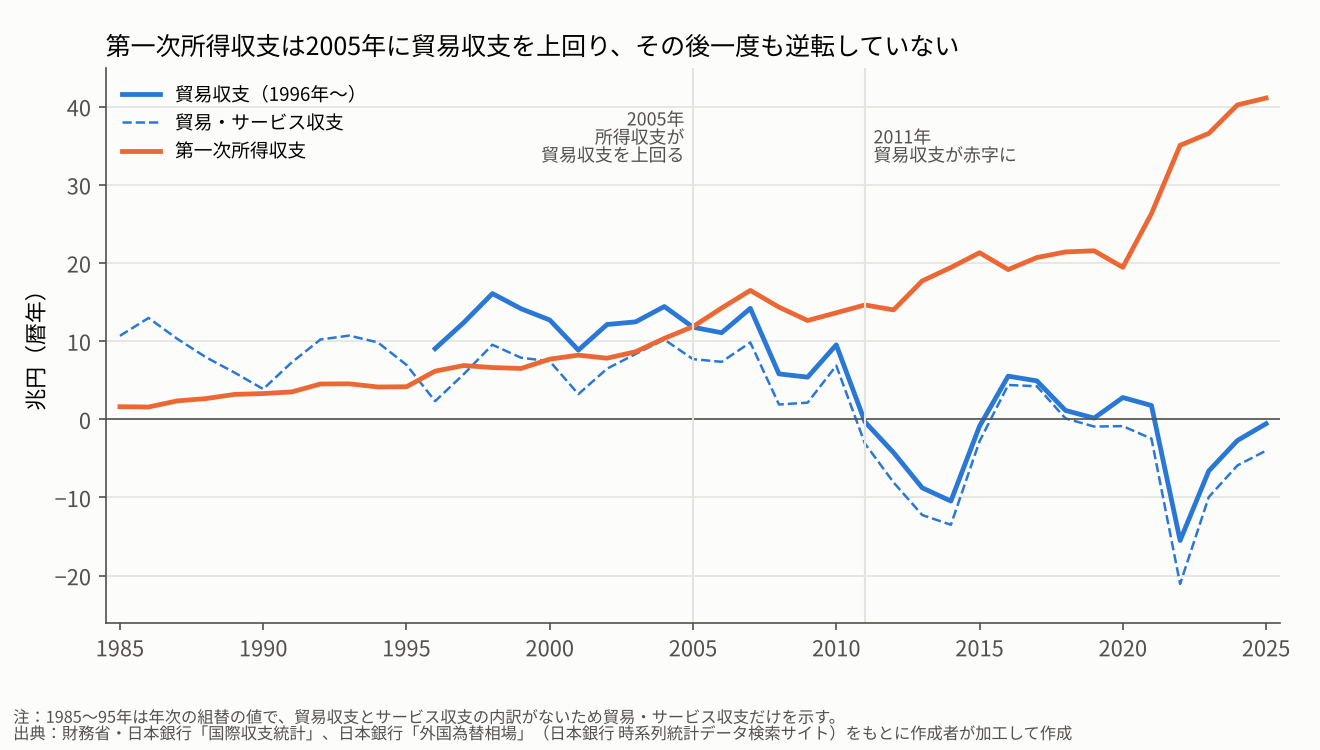 第一次所得収支は2005年に貿易収支を上回り、その後一度も逆転していない
貿易収支（1996年～）
貿易・サービス収支
第一次所得収支
2005年
所得収支が
貿易収支を上回る
2011年
貿易収支が赤字に
兆円（暦年）
40
30
20
10
0
−10
−20
1985
1990
1995
2000
2005
2010
2015
2020
2025
注：1985～95年は年次の組替の値で、貿易収支とサービス収支の内訳がないため貿易・サービス収支だけを示す。
出典：財務省・日本銀行「国際収支統計」、日本銀行「外国為替相場」（日本銀行 時系列統計データ検索サイト）をもとに作成者が加工して作成